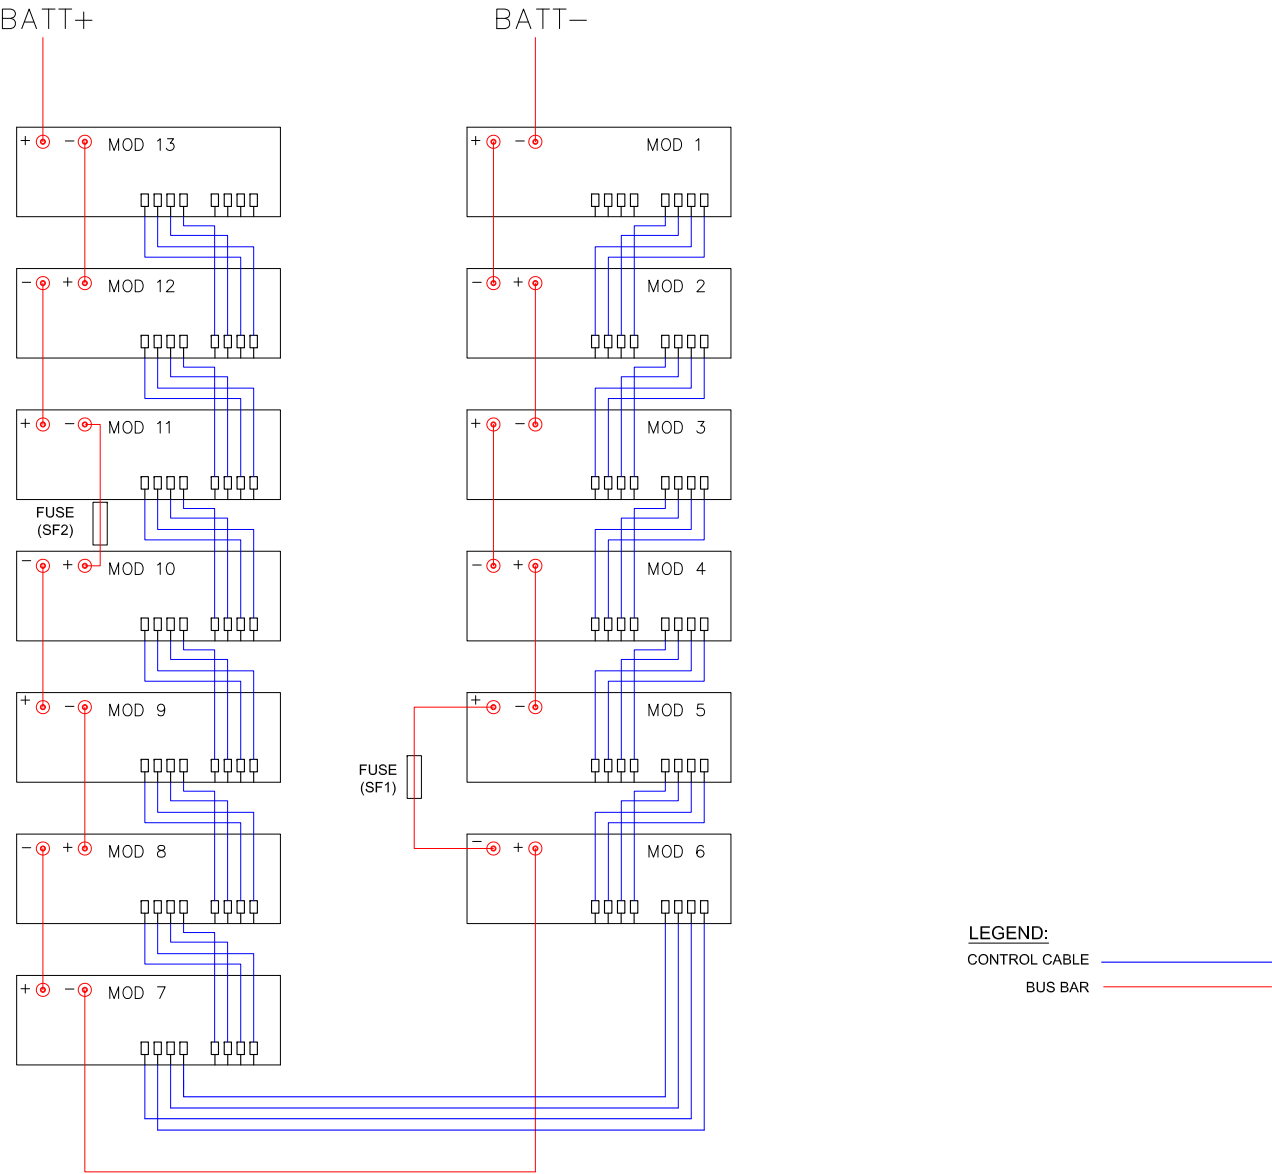 BATT+
BATT−
+ − MOD 13
+ − MOD 1
− + MOD 12
− + MOD 2
+ − MOD 11
+ − MOD 3
FUSE
(SF2)
− + MOD 10
− + MOD 4
+ − MOD 9
+ − MOD 5
FUSE
(SF1)
− + MOD 8
− + MOD 6
LEGEND:
CONTROL CABLE
BUS BAR
+ − MOD 7